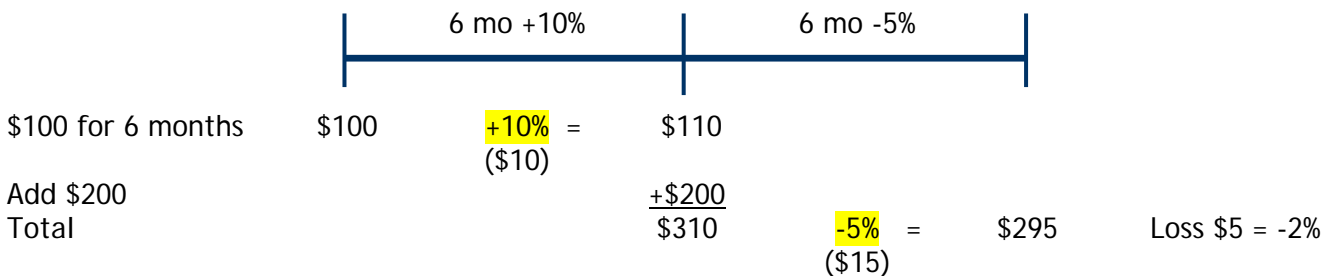 6 mo +10% 6 mo -5%
$100 for 6 months $100 +10% = $110
($10)
Add $200 +$200
Total $310 -5% = $295 Loss $5 = -2%
($15)